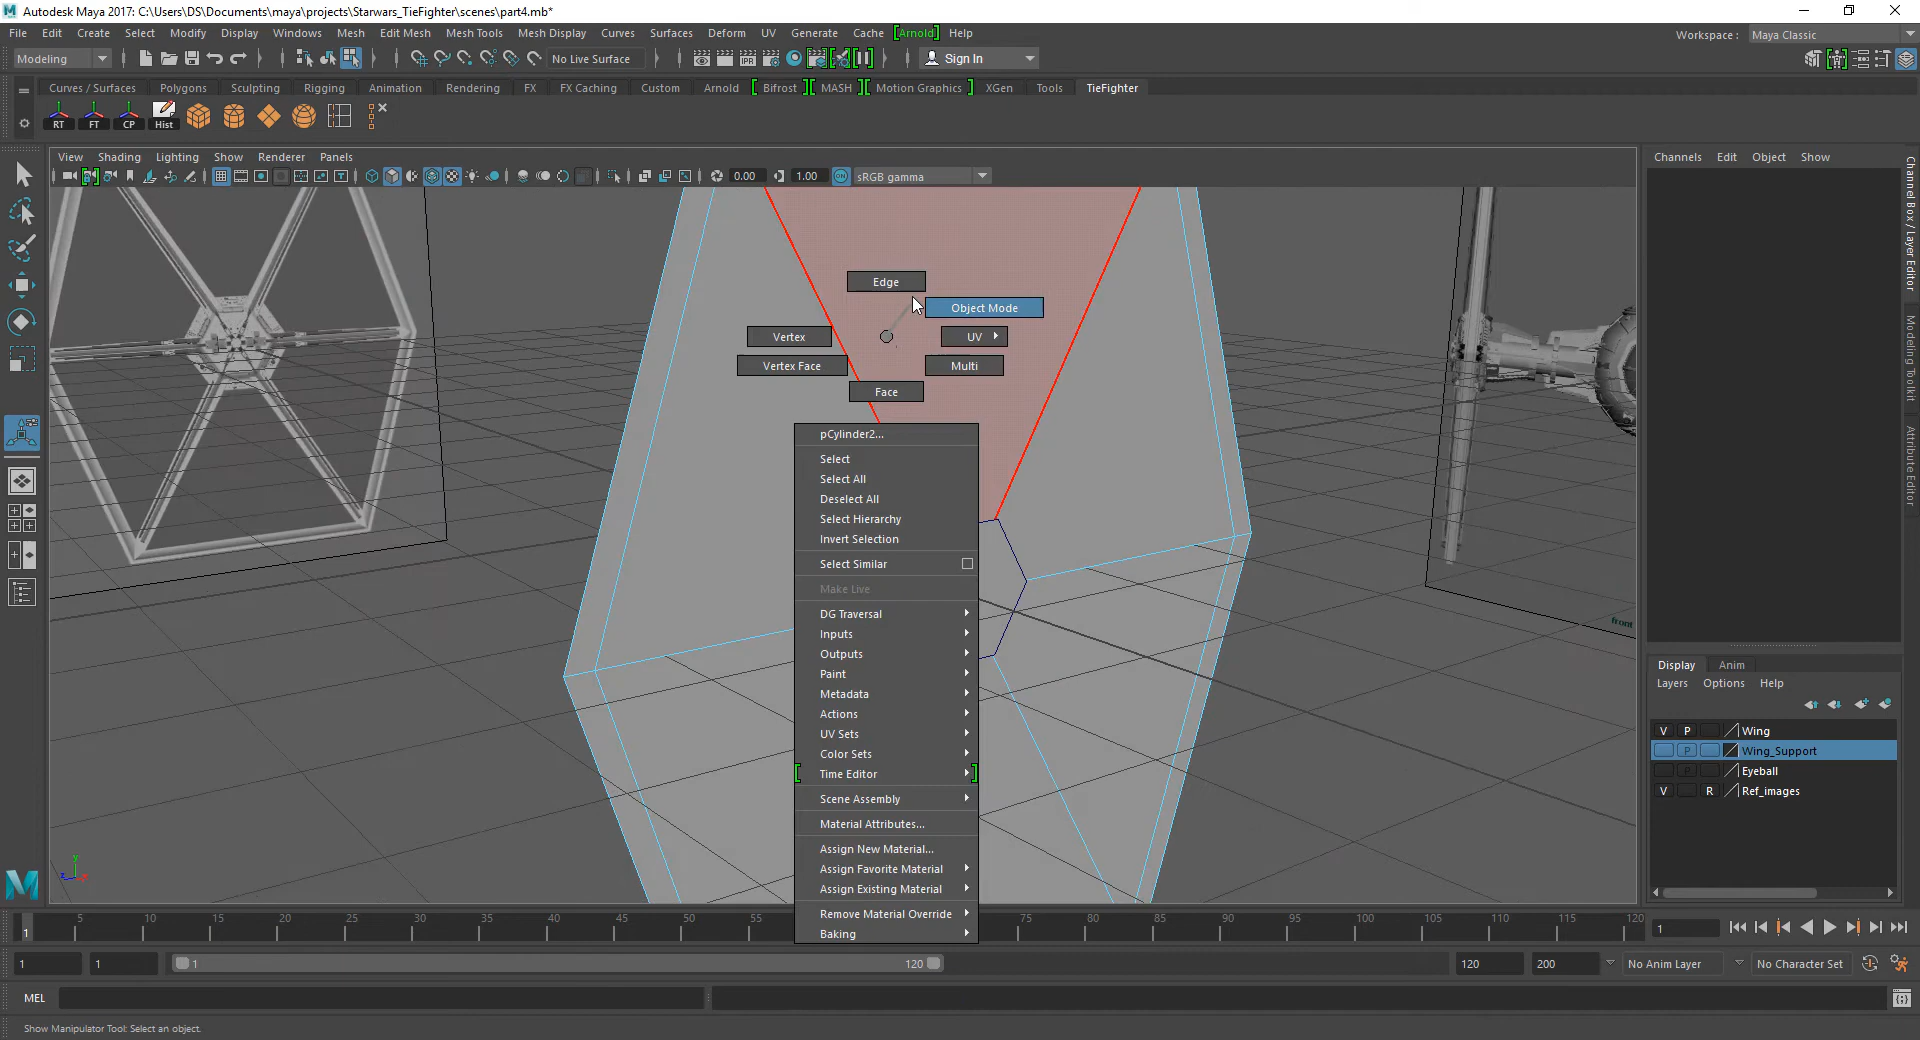 Autodesk Maya 2017: C:\Users\DS\Documents\maya\projects\Starwars_TieFighter\scenes\part4.mb*
File Edit Create Select Modify Display Windows Mesh Edit Mesh Mesh Tools Mesh Display Curves Surfaces Deform UV Generate Cache [Arnold] Help Workspace : Maya Classic
Modeling No Live Surface Sign In
Curves / Surfaces Polygons Sculpting Rigging Animation Rendering FX FX Caching Custom Arnold [ Bifrost ] [ MASH ] [ Motion Graphics ] XGen Tools TieFighter
RT FT CP Hist
View Shading Lighting Show Renderer Panels
0.00 1.00 ON sRGB gamma
Channels Edit Object Show
Channel Box / Layer Editor
Modeling Toolkit
Attribute Editor
Edge
Object Mode
Vertex UV
Vertex Face Multi
Face
pCylinder2...
Select
Select All
Deselect All
Select Hierarchy
Invert Selection
Select Similar
Make Live
DG Traversal
Inputs
Outputs
Paint
Metadata
Actions
UV Sets
Color Sets
[ Time Editor ]
Scene Assembly
Material Attributes...
Assign New Material...
Assign Favorite Material
Assign Existing Material
Remove Material Override
Baking
front
y
z x
Display Anim
Layers Options Help
V P Wing
P Wing_Support
P Eyeball
V R Ref_images
5 10 15 20 25 30 35 40 45 50 55 75 80 85 90 95 100 105 110 115 120
1 1
1 1 1 120 120 200 No Anim Layer No Character Set
MEL
Show Manipulator Tool: Select an object.